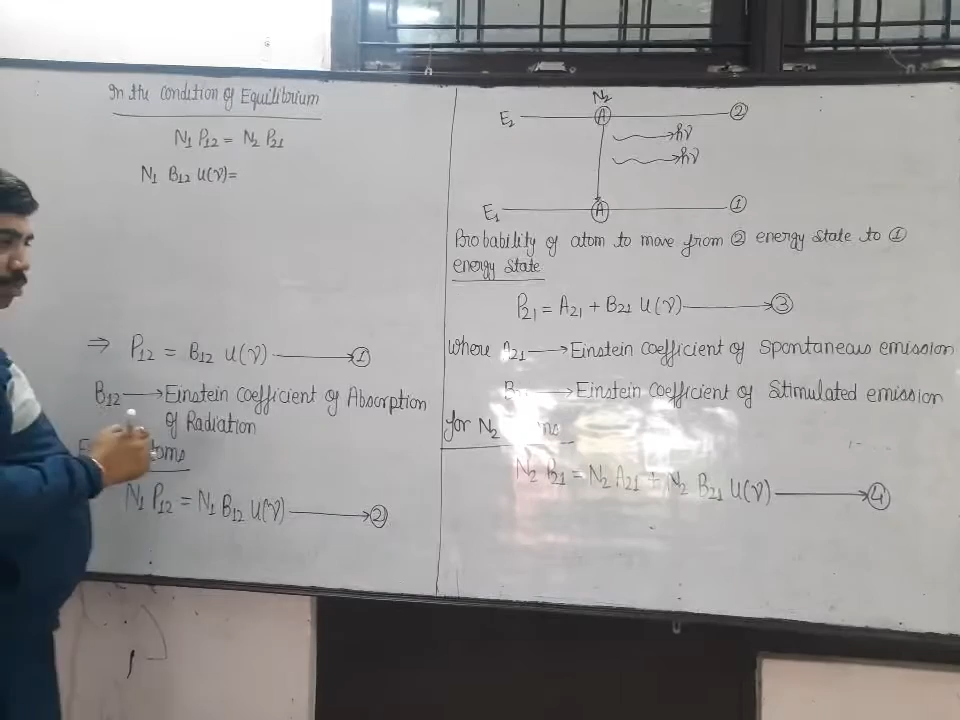 In the condition of Equilibrium
N₁ P₁₂ = N₂ P₂₁
N₁ B₁₂ u(ν)=
⇒ P₁₂ = B₁₂ u(ν) → ①
B₁₂ → Einstein coefficient of Absorption
of Radiation
N₁ P₁₂ = N₁ B₁₂ u(ν) → ②
N₂
E₂ A ②
hν
hν
E₁ A ①
Probability of atom to move from ② energy state to ①
energy state
P₂₁ = A₂₁ + B₂₁ u(ν) → ③
where A₂₁ → Einstein coefficient of Spontaneous emission
→ Einstein coefficient of Stimulated emission
for N₂
N₂ P₂₁ = N₂ A₂₁ + N₂ B₂₁ u(ν) → ④